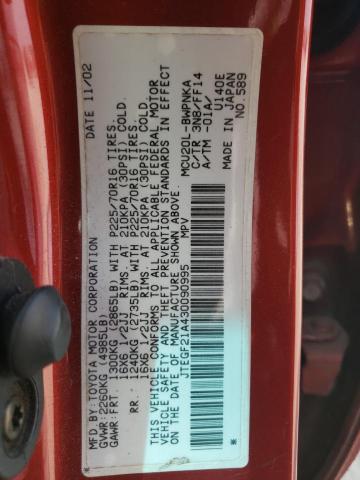 MFD.BY:TOYOTA MOTOR CORPORATION DATE 11/02
GVWR:2260KG (4985LB)
GAWR:FRT. 1300KG (2865LB) WITH P225/70R16 TIRES.
16X6 1/2JJ RIMS. AT 210KPA (30PSI) COLD.
RR. 1240KG (2735LB) WITH P225/70R16 TIRES.
16X6 1/2JJ RIMS. AT 210KPA (30PSI) COLD.
THIS VEHICLE CONFORMS TO ALL APPLICABLE FEDERAL MOTOR
VEHICLE SAFETY AND THEFT PREVENTION STANDARDS IN EFFECT
ON THE DATE OF MANUFACTURE SHOWN ABOVE.
JTEGF21A430090995 MPV
MCU20L-BWPNKA
C/TR 3N8/FF14
A/TM -01A/ U140E
MADE IN JAPAN
NO.589